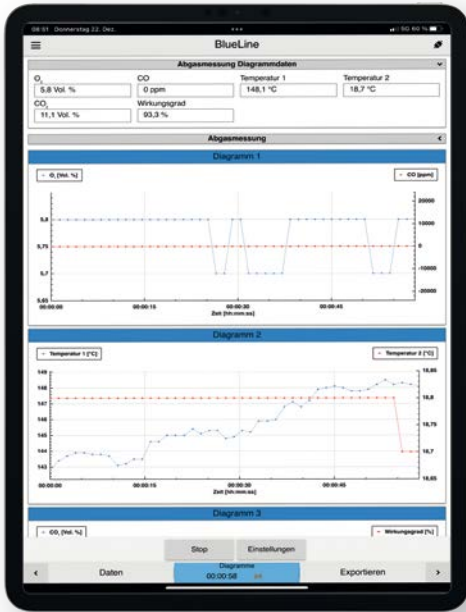 08:51 Donnerstag 22. Dez.
5G 60 %
BlueLine
Abgasmessung Diagrammdaten
O₂ CO Temperatur 1 Temperatur 2
5,8 Vol. % 0 ppm 148,1 °C 18,7 °C
CO₂ Wirkungsgrad
11,1 Vol. % 93,3 %
Abgasmessung
Diagramm 1
O₂ [Vol. %] CO [ppm]
20000
5,8
10000
5,75 0
5,7 -10000
-20000
5,65
00:00:00 00:00:15 00:00:30 00:00:45
Zeit [hh:mm:ss]
Diagramm 2
Temperatur 1 [°C] Temperatur 2 [°C]
149 18,85
148
147 18,8
146
145 18,75
144 18,7
143
18,65
00:00:00 00:00:15 00:00:30 00:00:45
Zeit [hh:mm:ss]
Diagramm 3
CO₂ [Vol. %] Wirkungsgrad [%]
Stop Einstellungen
Daten Diagramme Exportieren
00:00:58